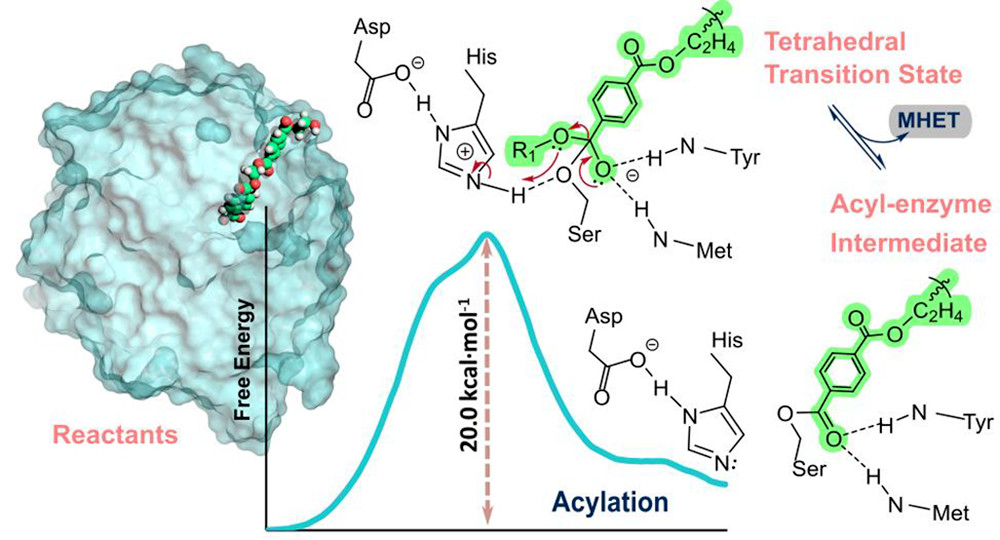 Asp
O⊖
O
H
His
N
⊕
N
H
R₁
O
O
O
C₂H₄
O
O
⊖
Ser
H N Tyr
H
N Met
Tetrahedral
Transition State
MHET
Acyl-enzyme
Intermediate
Reactants
Free Energy
20.0 kcal·mol⁻¹
Acylation
Asp
O⊖
O
H
His
N
N:
O
O
C₂H₄
O
O
Ser
H N Tyr
H
N Met